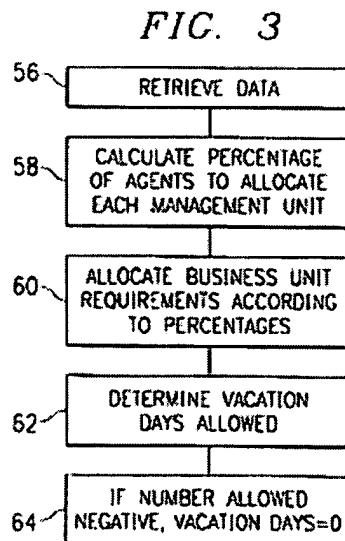 FIG. 3
56
RETRIEVE DATA
58
CALCULATE PERCENTAGE
OF AGENTS TO ALLOCATE
EACH MANAGEMENT UNIT
60
ALLOCATE BUSINESS UNIT
REQUIREMENTS ACCORDING
TO PERCENTAGES
62
DETERMINE VACATION
DAYS ALLOWED
64
IF NUMBER ALLOWED
NEGATIVE, VACATION DAYS=0